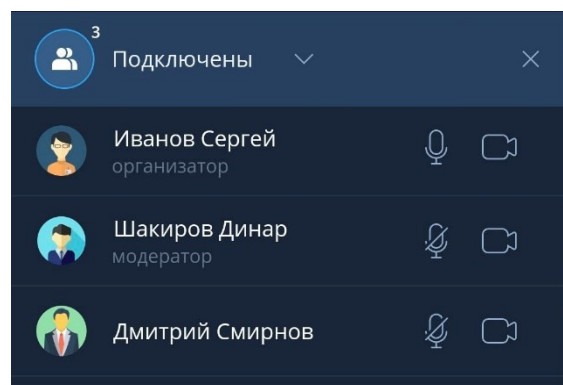 3
Подключены
Иванов Сергей
организатор
Шакиров Динар
модератор
Дмитрий Смирнов